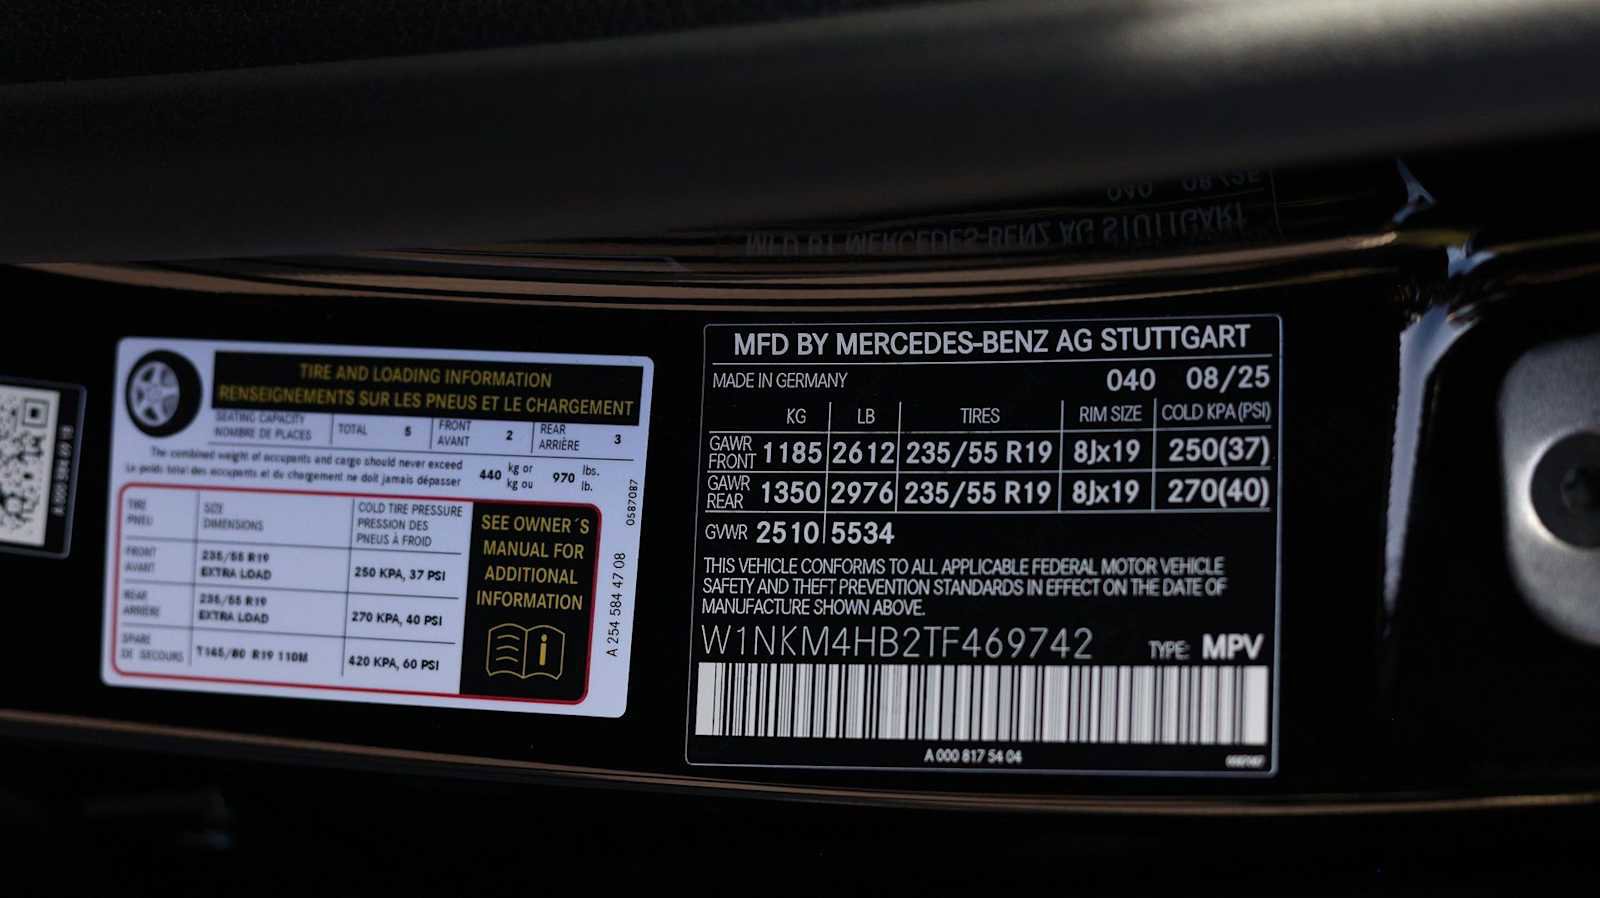 TIRE AND LOADING INFORMATION
RENSEIGNEMENTS SUR LES PNEUS ET LE CHARGEMENT
SEATING CAPACITY
NOMBRE DE PLACES
TOTAL 5
FRONT
AVANT
2
REAR
ARRIÈRE
3
The combined weight of occupants and cargo should never exceed
Le poids total des occupants et du chargement ne doit jamais dépasser
440
kg or
kg ou
970
lbs.
lb.
TIRE
PNEU
SIZE
DIMENSIONS
COLD TIRE PRESSURE
PRESSION DES
PNEUS À FROID
FRONT
AVANT
235/55 R19
EXTRA LOAD
250 KPA, 37 PSI
REAR
ARRIÈRE
235/55 R19
EXTRA LOAD
270 KPA, 40 PSI
SPARE
DE SECOURS
T165/80 R19 110M
420 KPA, 60 PSI
SEE OWNER´S
MANUAL FOR
ADDITIONAL
INFORMATION
i
0587087
A 254 584 47 08
MFD BY MERCEDES-BENZ AG STUTTGART
MADE IN GERMANY 040 08/25
KG LB TIRES RIM SIZE COLD KPA (PSI)
GAWR
FRONT
1185 2612 235/55 R19 8Jx19 250(37)
GAWR
REAR
1350 2976 235/55 R19 8Jx19 270(40)
GVWR 2510 5534
THIS VEHICLE CONFORMS TO ALL APPLICABLE FEDERAL MOTOR VEHICLE
SAFETY AND THEFT PREVENTION STANDARDS IN EFFECT ON THE DATE OF
MANUFACTURE SHOWN ABOVE.
W1NKM4HB2TF469742 TYPE: MPV
A 000 817 54 04